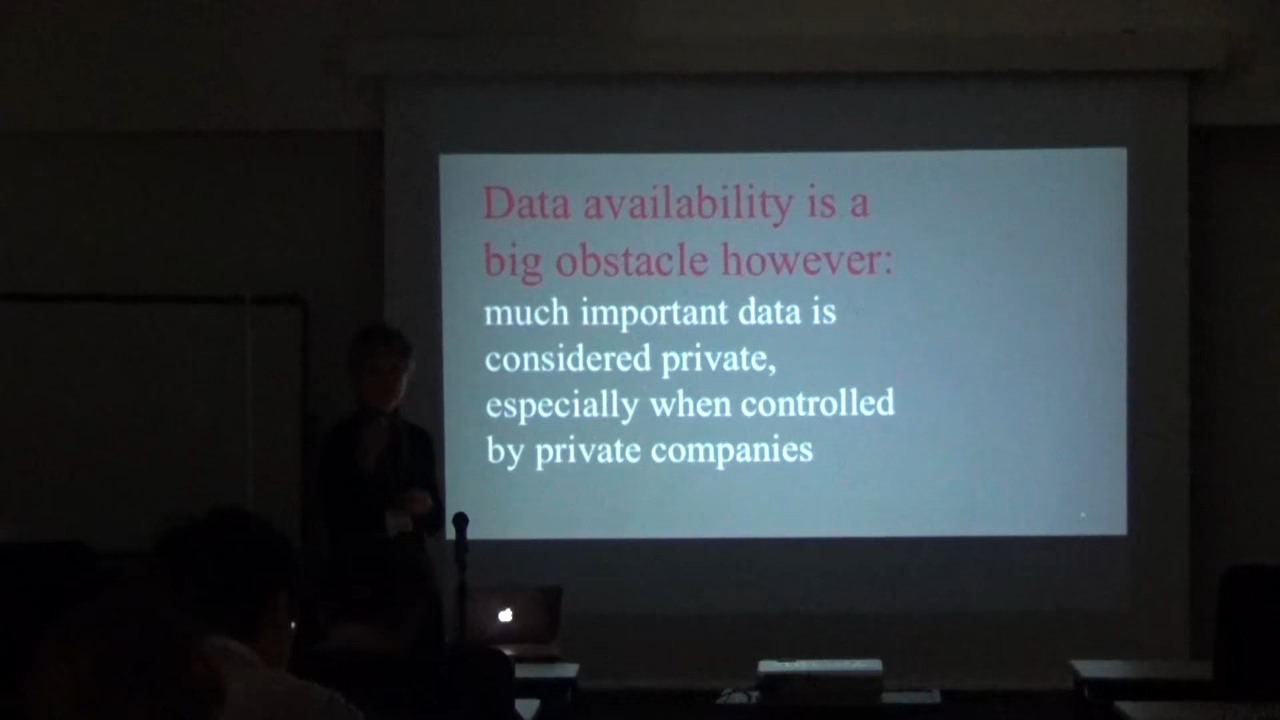 Data availability is a
big obstacle however:
much important data is
considered private,
especially when controlled
by private companies